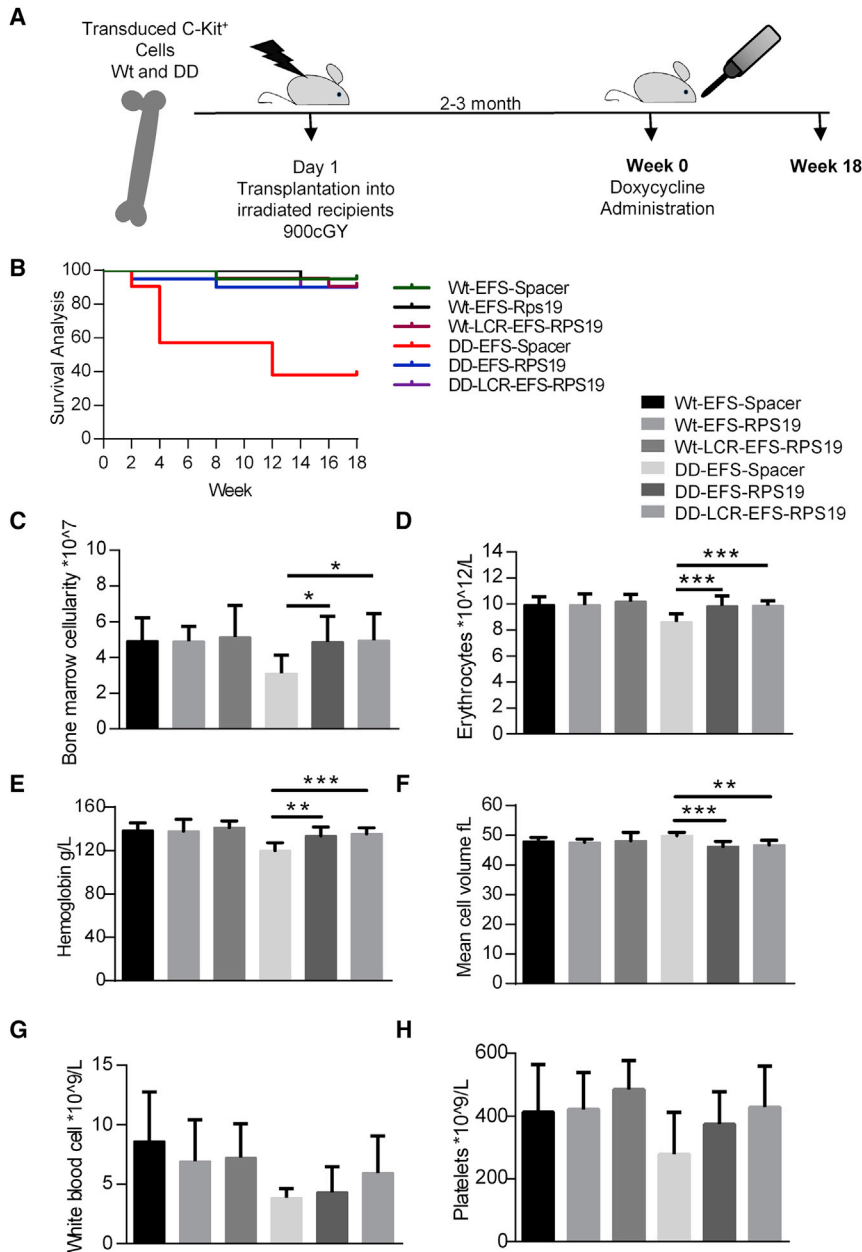 A
Transduced C-Kit⁺
Cells
Wt and DD
2-3 month
Day 1
Transplantation into
irradiated recipients
900cGY
Week 0
Doxycycline
Administration
Week 18
B
Survival Analysis
100
80
60
40
20
0
0 2 4 6 8 10 12 14 16 18
Week
Wt-EFS-Spacer
Wt-EFS-Rps19
Wt-LCR-EFS-RPS19
DD-EFS-Spacer
DD-EFS-RPS19
DD-LCR-EFS-RPS19
Wt-EFS-Spacer
Wt-EFS-RPS19
Wt-LCR-EFS-RPS19
DD-EFS-Spacer
DD-EFS-RPS19
DD-LCR-EFS-RPS19
C
Bone marrow cellularity *10^7
10
8
6
4
2
0
*
*
D
Erythrocytes *10^12/L
14
12
10
8
6
4
2
0
***
***
E
Hemoglobin g/L
160
120
80
40
0
***
**
F
Mean cell volume fL
60
50
40
30
20
10
0
**
***
G
White blood cell *10^9/L
15
10
5
0
H
Platelets *10^9/L
600
400
200
0